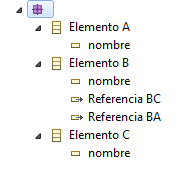 Elemento A
nombre
Elemento B
nombre
Referencia BC
Referencia BA
Elemento C
nombre